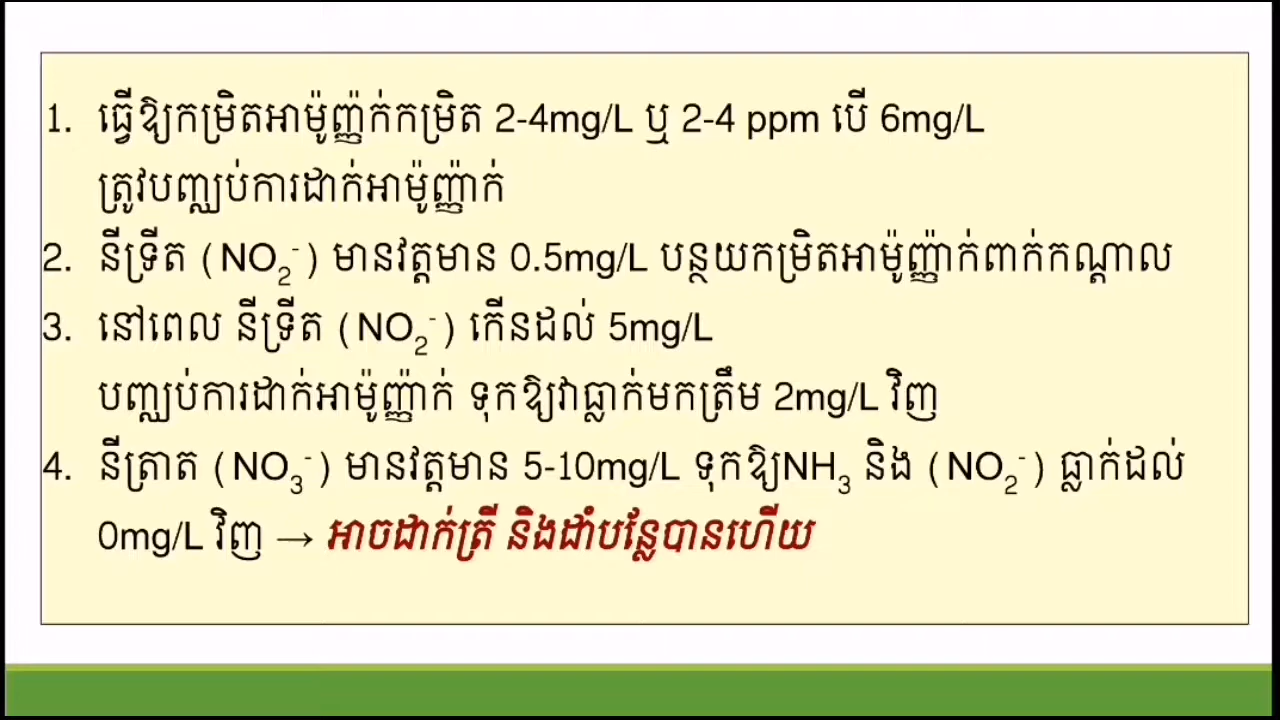 1. ធ្វើឱ្យកម្រិតអាម៉ូញ៉ាក់កម្រិត 2-4mg/L ឬ 2-4 ppm បើ 6mg/L
ត្រូវបញ្ឈប់ការដាក់អាម៉ូញ៉ាក់
2. នីទ្រីត (NO₂⁻) មានវត្តមាន 0.5mg/L បន្ថយកម្រិតអាម៉ូញ៉ាក់ពាក់កណ្ដាល
3. នៅពេល នីទ្រីត (NO₂⁻) កើនដល់ 5mg/L
បញ្ឈប់ការដាក់អាម៉ូញ៉ាក់ ទុកឱ្យវាធ្លាក់មកត្រឹម 2mg/L វិញ
4. នីត្រាត (NO₃⁻) មានវត្តមាន 5-10mg/L ទុកឱ្យNH₃ និង (NO₂⁻) ធ្លាក់ដល់
0mg/L វិញ → អាចដាក់ត្រី និងដាំបន្លែបានហើយ